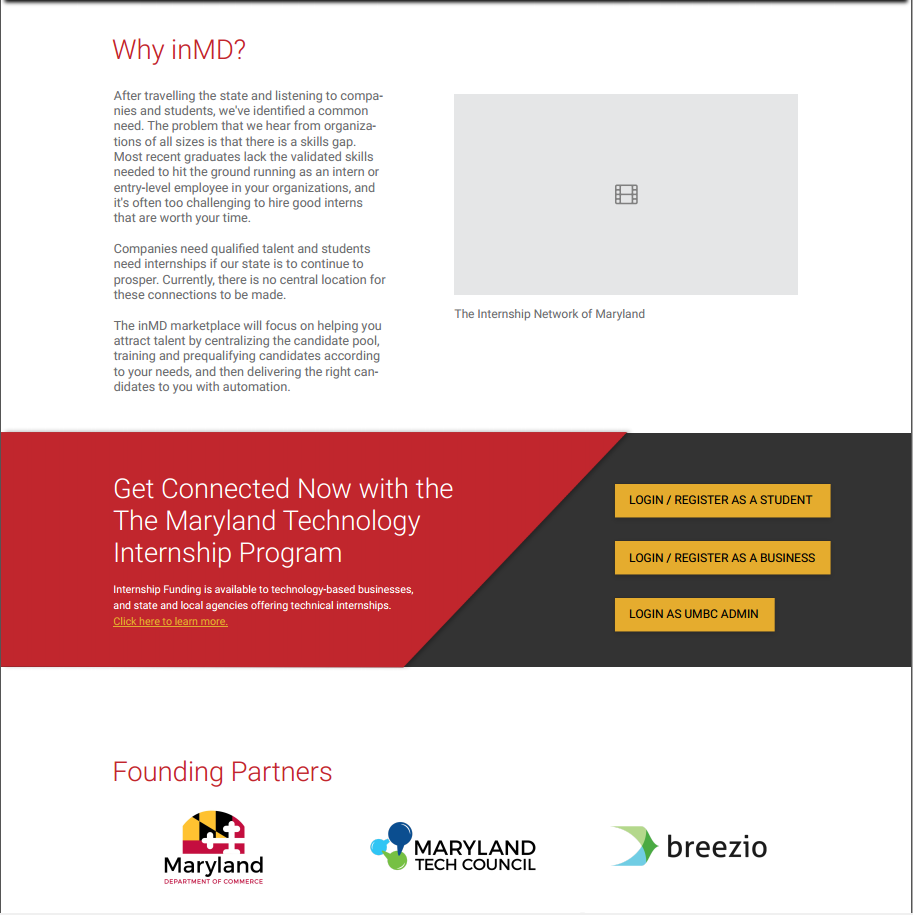 Why inMD?
After travelling the state and listening to compa-
nies and students, we've identified a common
need. The problem that we hear from organiza-
tions of all sizes is that there is a skills gap.
Most recent graduates lack the validated skills
needed to hit the ground running as an intern or
entry-level employee in your organizations, and
it's often too challenging to hire good interns
that are worth your time.
Companies need qualified talent and students
need internships if our state is to continue to
prosper. Currently, there is no central location for
these connections to be made.
The inMD marketplace will focus on helping you
attract talent by centralizing the candidate pool,
training and prequalifying candidates according
to your needs, and then delivering the right can-
didates to you with automation.
The Internship Network of Maryland
Get Connected Now with the
The Maryland Technology
Internship Program
Internship Funding is available to technology-based businesses,
and state and local agencies offering technical internships.
Click here to learn more.
LOGIN / REGISTER AS A STUDENT
LOGIN / REGISTER AS A BUSINESS
LOGIN AS UMBC ADMIN
Founding Partners
Maryland
DEPARTMENT OF COMMERCE
MARYLAND
TECH COUNCIL
breezio